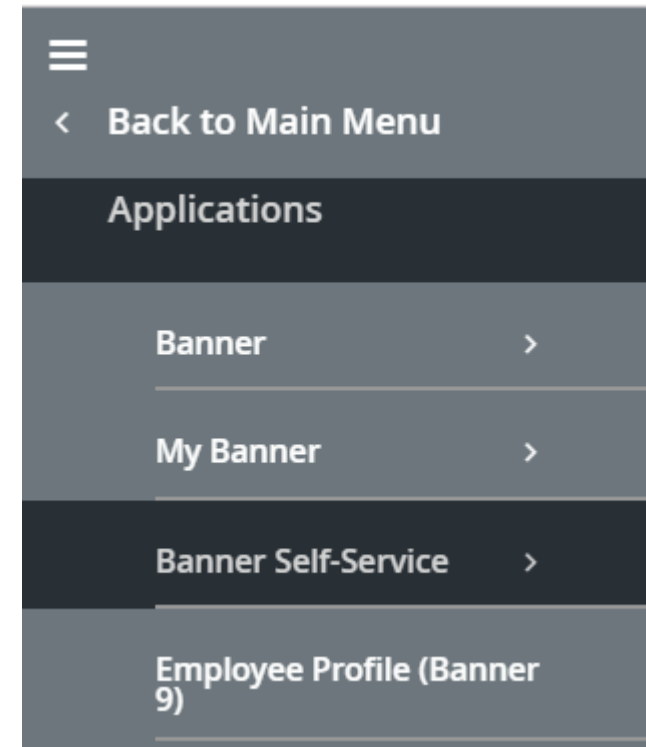 Back to Main Menu
Applications
Banner
My Banner
Banner Self-Service
Employee Profile (Banner
9)